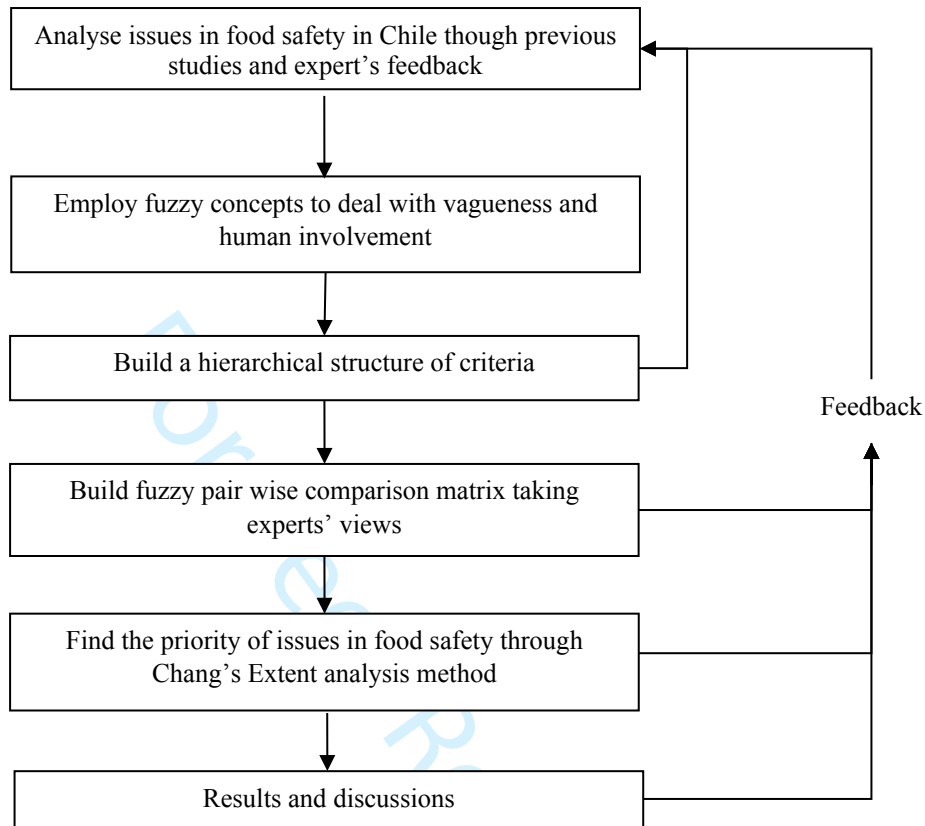 Analyse issues in food safety in Chile though previous
studies and expert's feedback
Employ fuzzy concepts to deal with vagueness and
human involvement
Build a hierarchical structure of criteria
Feedback
Build fuzzy pair wise comparison matrix taking
experts' views
Find the priority of issues in food safety through
Chang's Extent analysis method
Results and discussions